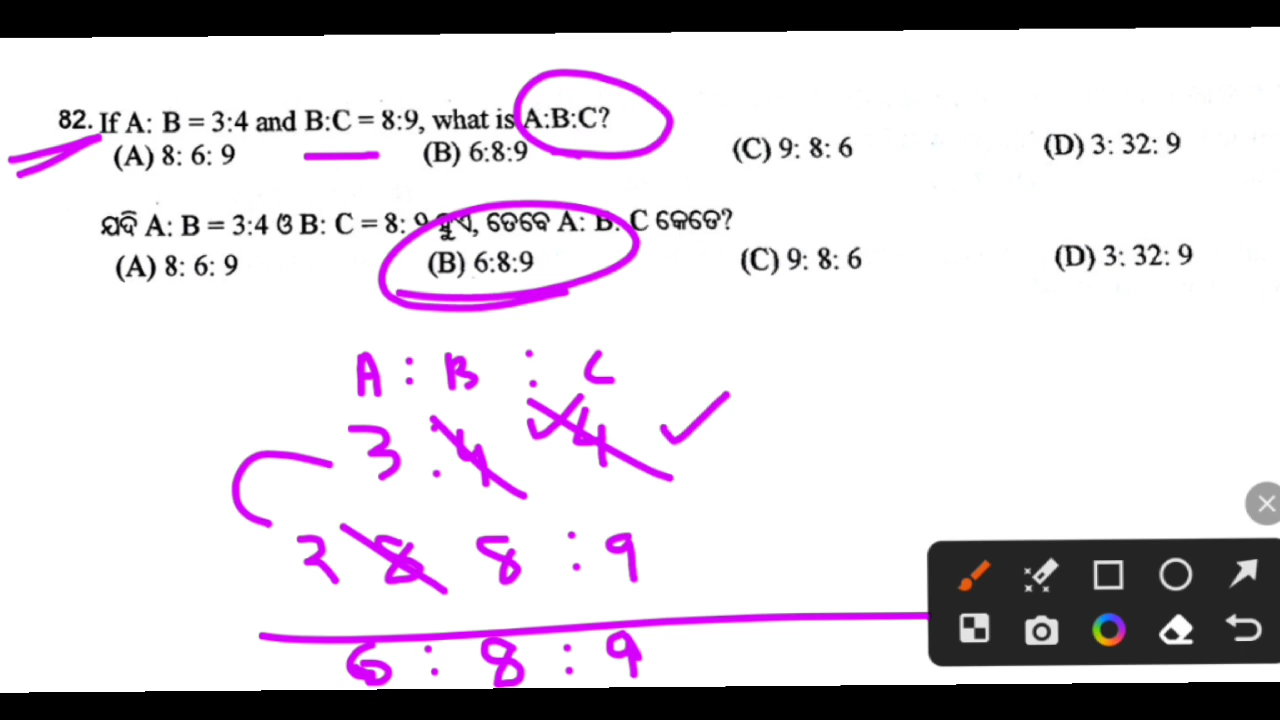 82. If A: B = 3:4 and B:C = 8:9, what is A:B:C?
(A) 8: 6: 9 (B) 6:8:9 (C) 9: 8: 6 (D) 3: 32: 9
ଯଦି A: B = 3:4 ଓ B: C = 8: 9 ହୁଏ, ତେବେ A: B: C କେତେ?
(A) 8: 6: 9 (B) 6:8:9 (C) 9: 8: 6 (D) 3: 32: 9
A : B : C
3 : 4 4
2 8 8 : 9
6 : 8 : 9